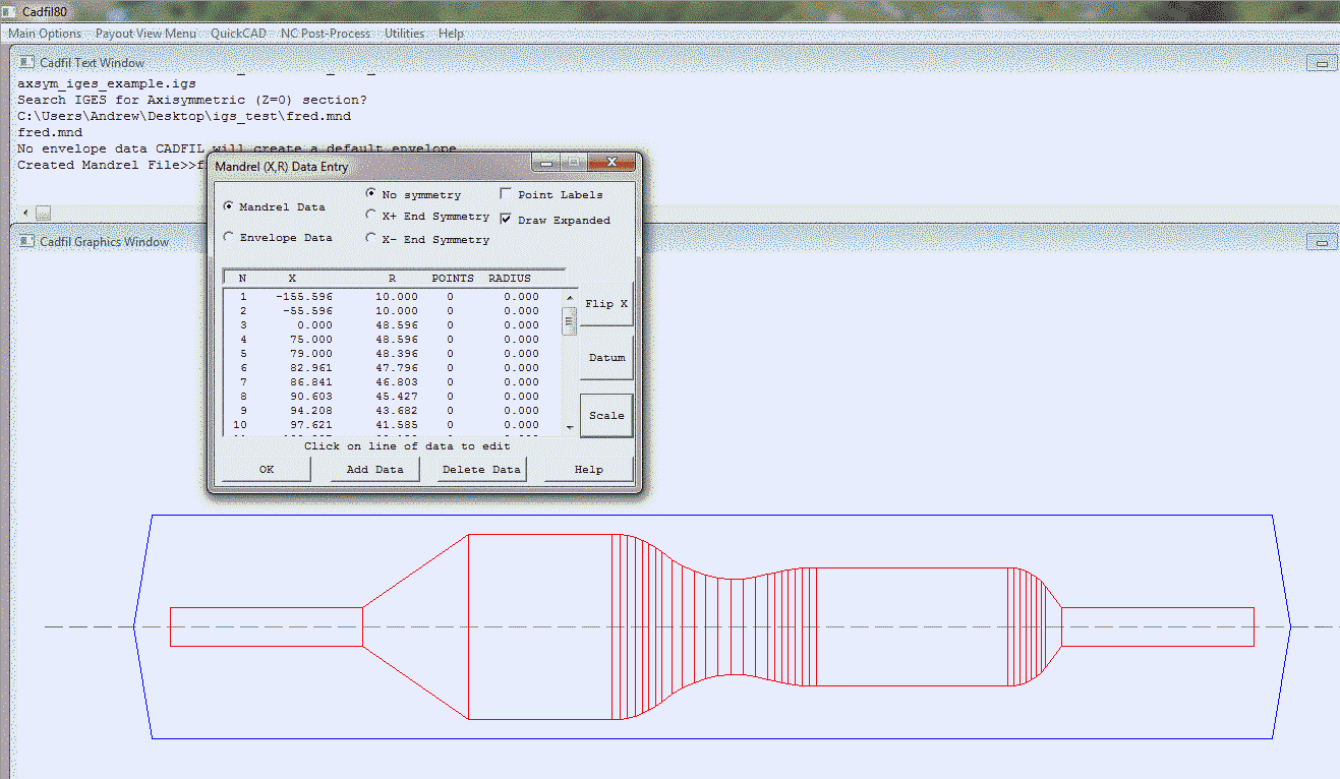 Cadfil80
Main Options Payout View Menu QuickCAD NC Post-Process Utilities Help
Cadfil Text Window
axsym_iges_example.igs
Search IGES for Axisymmetric (Z=0) section?
C:\Users\Andrew\Desktop\igs_test\fred.mnd
fred.mnd
No envelope data CADFIL will create a default envelope
Created Mandrel File>>f
Mandrel (X,R) Data Entry
Mandrel Data
Envelope Data
No symmetry
X+ End Symmetry
X- End Symmetry
Point Labels
Draw Expanded
N X R POINTS RADIUS
1 -155.596 10.000 0 0.000
2 -55.596 10.000 0 0.000
3 0.000 48.596 0 0.000
4 75.000 48.596 0 0.000
5 79.000 48.396 0 0.000
6 82.961 47.796 0 0.000
7 86.841 46.803 0 0.000
8 90.603 45.427 0 0.000
9 94.208 43.682 0 0.000
10 97.621 41.585 0 0.000
Flip X
Datum
Scale
Click on line of data to edit
OK Add Data Delete Data Help
Cadfil Graphics Window